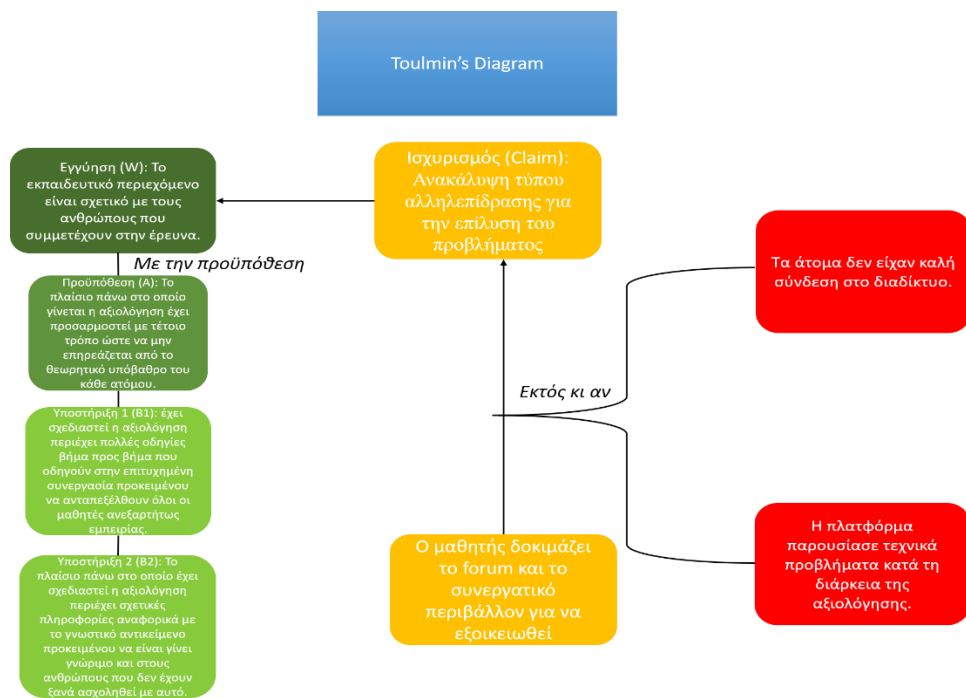 Toulmin's Diagram
Εγγύηση (W): Το
εκπαιδευτικό περιεχόμενο
είναι σχετικό με τους
ανθρώπους που
συμμετέχουν στην έρευνα.
Με την προϋπόθεση
Προϋπόθεση (Α): Το
πλαίσιο πάνω στο οποίο
γίνεται η αξιολόγηση έχει
προσαρμοστεί με τέτοιο
τρόπο ώστε να μην
επηρεάζεται από το
θεωρητικό υπόβαθρο του
κάθε ατόμου.
Υποστήριξη 1 (Β1): έχει
σχεδιαστεί η αξιολόγηση
περιέχει πολλές οδηγίες
βήμα προς βήμα που
οδηγούν στην επιτυχημένη
συνεργασία προκειμένου
να ανταπεξέλθουν όλοι οι
μαθητές ανεξαρτήτως
εμπειρίας.
Υποστήριξη 2 (Β2): Το
πλαίσιο πάνω στο οποίο έχει
σχεδιαστεί η αξιολόγηση
περιέχει σχετικές
πληροφορίες αναφορικά με
το γνωστικό αντικείμενο
προκειμένου να είναι γίνει
γνώριμο και στους
ανθρώπους που δεν έχουν
ξανά ασχοληθεί με αυτό.
Ισχυρισμός (Claim):
Ανακάλυψη τύπου
αλληλεπίδρασης για
την επίλυση του
προβλήματος
Εκτός κι αν
Ο μαθητής δοκιμάζει
το forum και το
συνεργατικό
περιβάλλον για να
εξοικειωθεί
Τα άτομα δεν είχαν καλή
σύνδεση στο διαδίκτυο.
Η πλατφόρμα
παρουσίασε τεχνικά
προβλήματα κατά τη
διάρκεια της
αξιολόγησης.